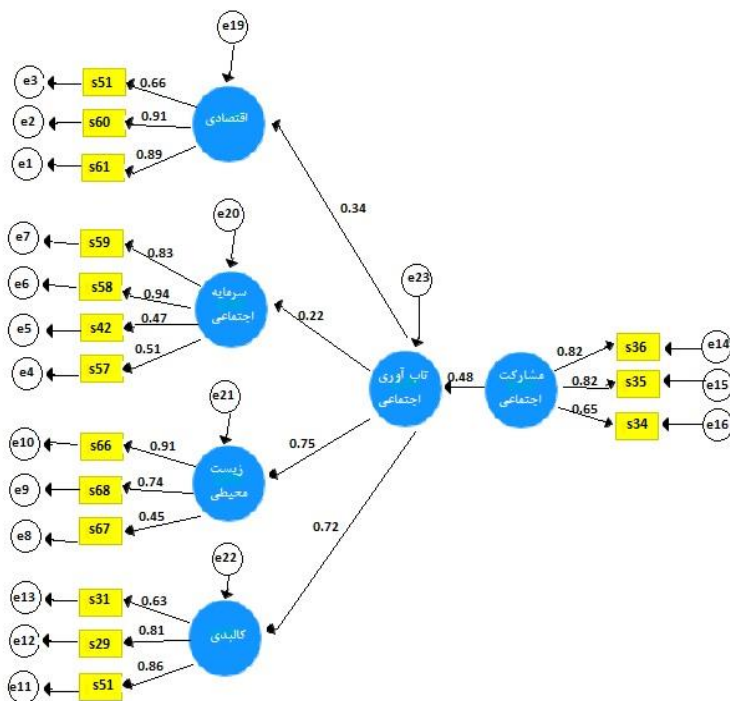 e19
e3
s51
0.66
اقتصادی
e2
s60
0.91
e1
s61
0.89
0.34
e20
e7
s59
0.83
e6
s58
0.94
سرمایه
اجتماعی
e5
s42
0.47
e4
s57
0.51
0.22
e23
تاب آوری
اجتماعی
0.48
مشارکت
اجتماعی
0.82
s36
e14
0.82
s35
e15
0.65
s34
e16
e21
e10
s66
0.91
زیست
محیطی
e9
s68
0.74
e8
s67
0.45
0.75
0.72
e22
e13
s31
0.63
کالبدی
e12
s29
0.81
e11
s51
0.86